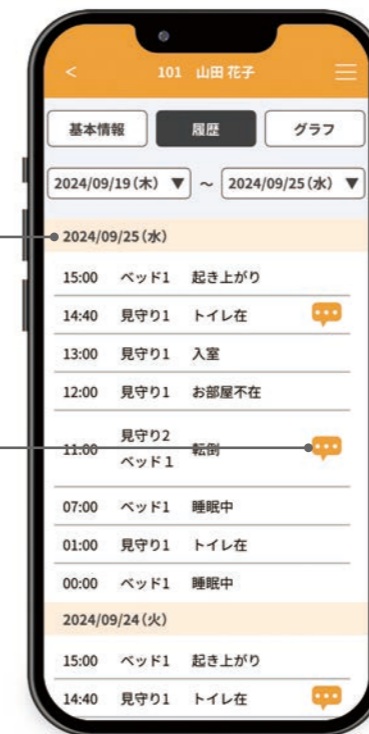 < 101 山田 花子
基本情報 履歴 グラフ
2024/09/19(木) ▼ ～ 2024/09/25(水) ▼
2024/09/25(水)
15:00 ベッド1 起き上がり
14:40 見守り1 トイレ在
13:00 見守り1 入室
12:00 見守り1 お部屋不在
11:00 見守り2 転倒
ベッド1
07:00 ベッド1 睡眠中
01:00 見守り1 トイレ在
00:00 ベッド1 睡眠中
2024/09/24(火)
15:00 ベッド1 起き上がり
14:40 見守り1 トイレ在